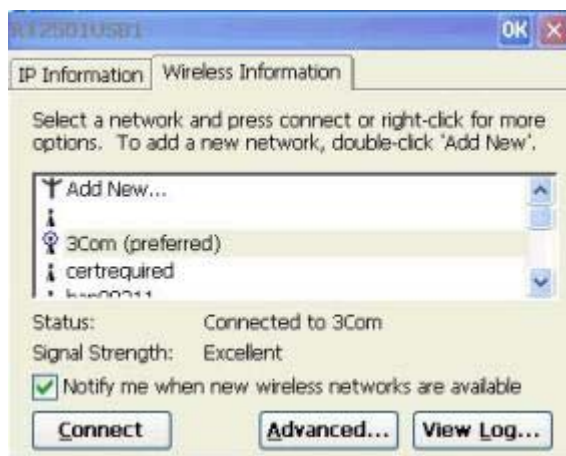 RT2501USB1
OK
IP Information
Wireless Information
Select a network and press connect or right-click for more
options. To add a new network, double-click 'Add New'.
Add New...
3Com (preferred)
certrequired
Status: Connected to 3Com
Signal Strength: Excellent
Notify me when new wireless networks are available
Connect
Advanced...
View Log...